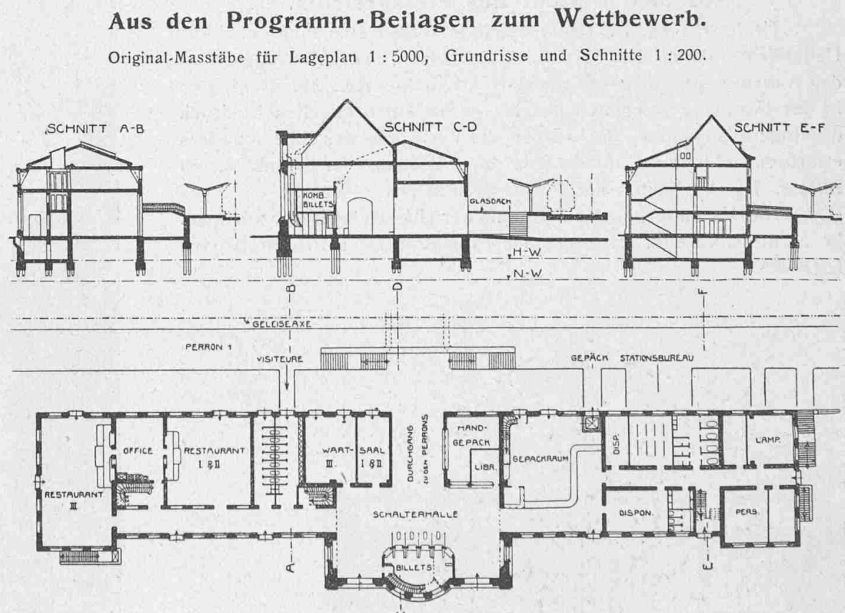 Aus den Programm-Beilagen zum Wettbewerb.
Original-Masstäbe für Lageplan 1 : 5000, Grundrisse und Schnitte 1 : 200.
SCHNITT A-B
SCHNITT C-D
SCHNITT E-F
KOMB.
BILLETS
GLASDACH
H-W.
N-W.
B
D
F
GELEISEAXE
PERRON 1
VISITEURE
GEPÄCK
STATIONSBUREAU
RESTAURANT
III
OFFICE
RESTAURANT
I & II
WART-
III
SAAL
I & II
DURCHGANG
ZU DEN PERRONS
HAND-
GEPÄCK
LIBR.
GEPÄCKRAUM
DISP.
LAMP.
SCHALTERHALLE
DISPON.
PERS.
BILLETS
A
E